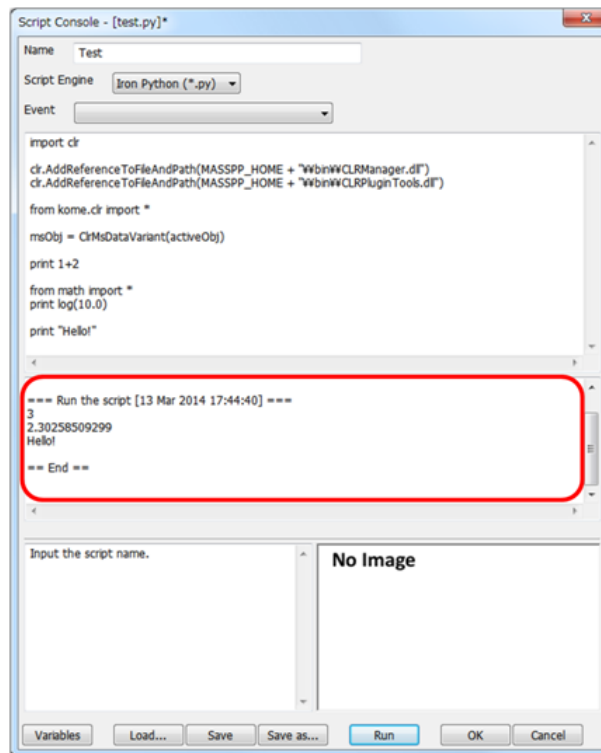 Script Console - [test.py]*
Name Test
Script Engine Iron Python (*.py)
Event
import clr
clr.AddReferenceToFileAndPath(MASSPP_HOME + "¥¥bin¥¥CLRManager.dll")
clr.AddReferenceToFileAndPath(MASSPP_HOME + "¥¥bin¥¥CLRPluginTools.dll")
from kome.clr import *
msObj = ClrMsDataVariant(activeObj)
print 1+2
from math import *
print log(10.0)
print "Hello!"
=== Run the script [13 Mar 2014 17:44:40] ===
3
2.30258509299
Hello!
== End ==
Input the script name.
No Image
Variables Load... Save Save as... Run OK Cancel